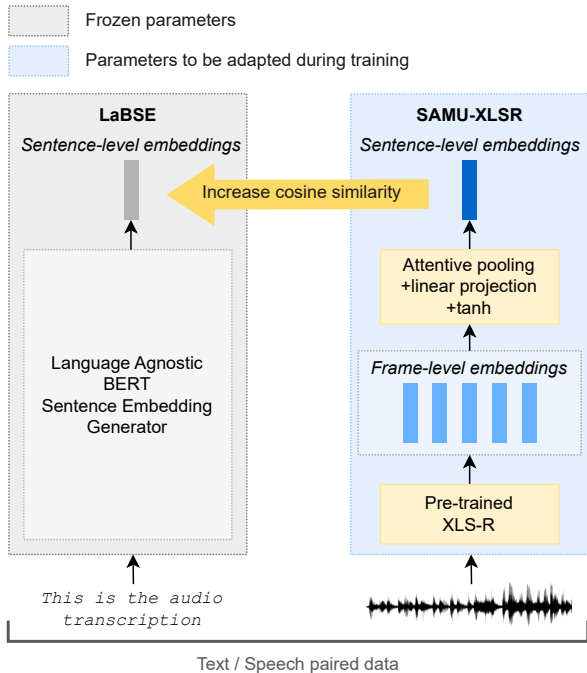 Frozen parameters
Parameters to be adapted during training
LaBSE
Sentence-level embeddings
Language Agnostic
BERT
Sentence Embedding
Generator
Increase cosine similarity
SAMU-XLSR
Sentence-level embeddings
Attentive pooling
+linear projection
+tanh
Frame-level embeddings
Pre-trained
XLS-R
This is the audio
transcription
Text / Speech paired data